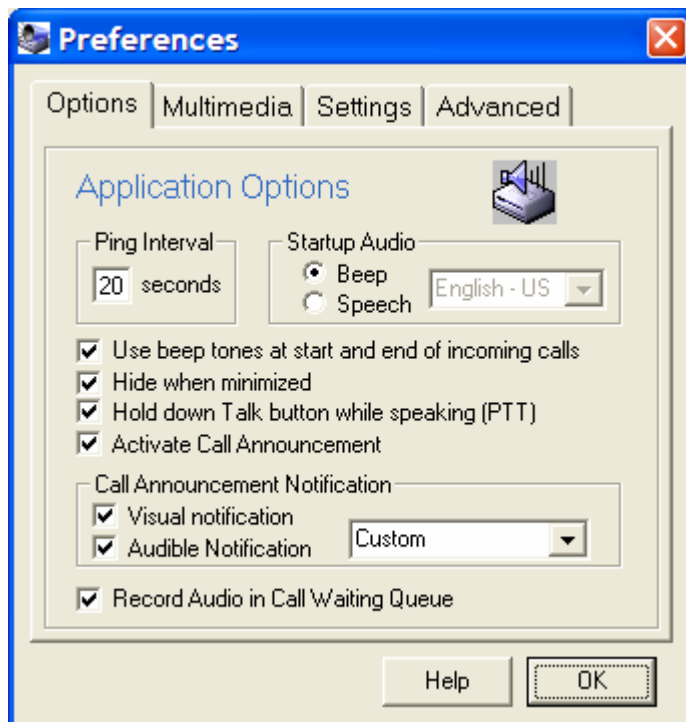 Preferences
Options Multimedia Settings Advanced
Application Options
Ping Interval
20 seconds
Startup Audio
Beep
Speech
English - US
Use beep tones at start and end of incoming calls
Hide when minimized
Hold down Talk button while speaking (PTT)
Activate Call Announcement
Call Announcement Notification
Visual notification
Audible Notification
Custom
Record Audio in Call Waiting Queue
Help OK